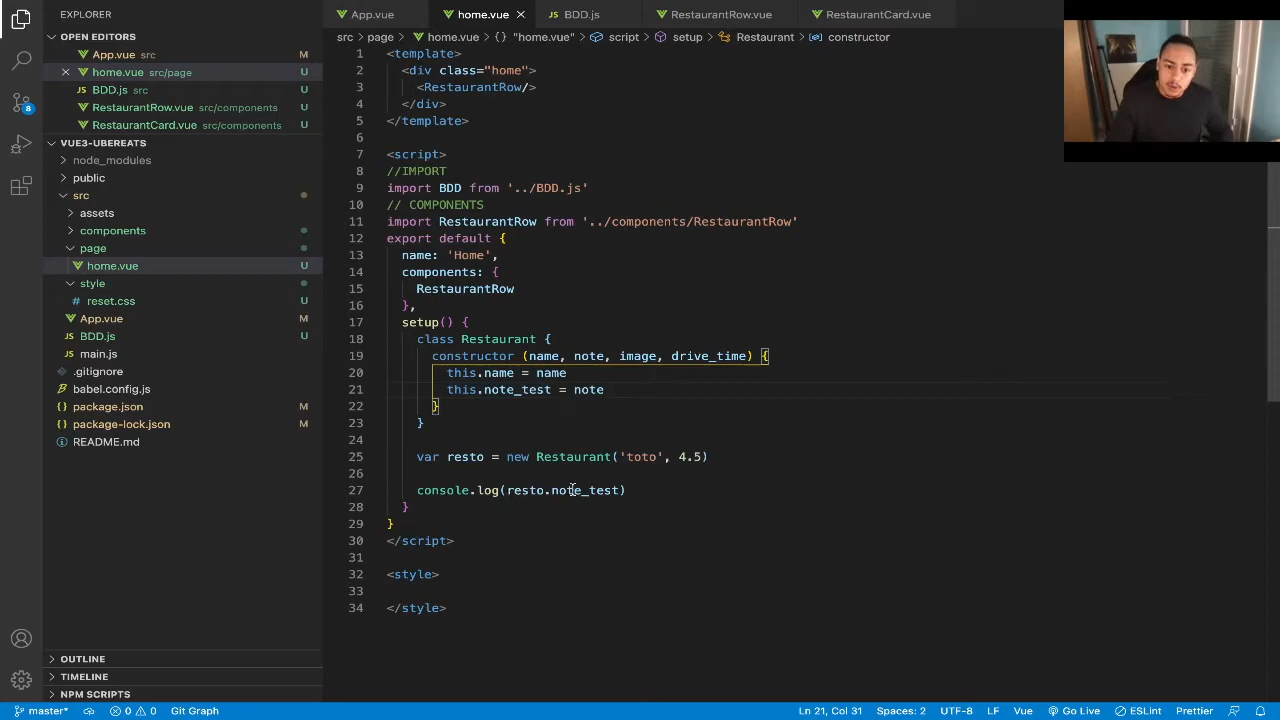 EXPLORER
OPEN EDITORS
App.vue src M
home.vue src/page U
BDD.js src U
RestaurantRow.vue src/components U
RestaurantCard.vue src/components U
VUE3-UBEREATS
node_modules
public
src
assets
components
page
home.vue U
style
reset.css U
App.vue M
BDD.js U
main.js
.gitignore
babel.config.js
package.json M
package-lock.json M
README.md
OUTLINE
TIMELINE
NPM SCRIPTS
8
App.vue home.vue BDD.js RestaurantRow.vue RestaurantCard.vue
src page home.vue {} "home.vue" script setup Restaurant constructor
1 <template>
2 <div class="home">
3 <RestaurantRow/>
4 </div>
5 </template>
6
7 <script>
8 //IMPORT
9 import BDD from '../BDD.js'
10 // COMPONENTS
11 import RestaurantRow from '../components/RestaurantRow'
12 export default {
13 name: 'Home',
14 components: {
15 RestaurantRow
16 },
17 setup() {
18 class Restaurant {
19 constructor (name, note, image, drive_time) {
20 this.name = name
21 this.note_test = note
22 }
23 }
24
25 var resto = new Restaurant('toto', 4.5)
26
27 console.log(resto.note_test)
28 }
29 }
30 </script>
31
32 <style>
33
34 </style>
master* 0 0 Git Graph Ln 21, Col 31 Spaces: 2 UTF-8 LF Vue Go Live ESLint Prettier